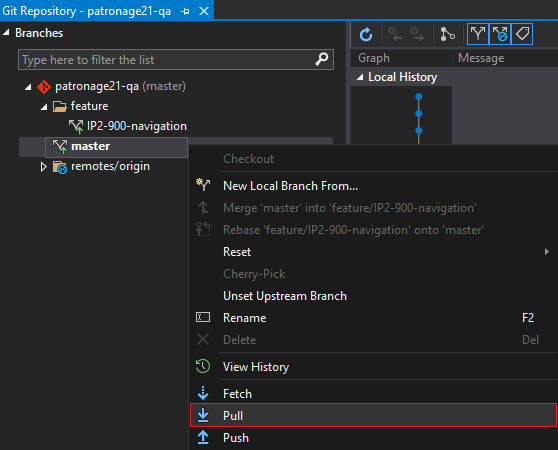 Git Repository - patronage21-qa
Branches
Type here to filter the list
patronage21-qa (master)
feature
IP2-900-navigation
master
remotes/origin
Graph
Message
Local History
Checkout
New Local Branch From...
Merge 'master' into 'feature/IP2-900-navigation'
Rebase 'feature/IP2-900-navigation' onto 'master'
Reset
Cherry-Pick
Unset Upstream Branch
Rename F2
Delete Del
View History
Fetch
Pull
Push